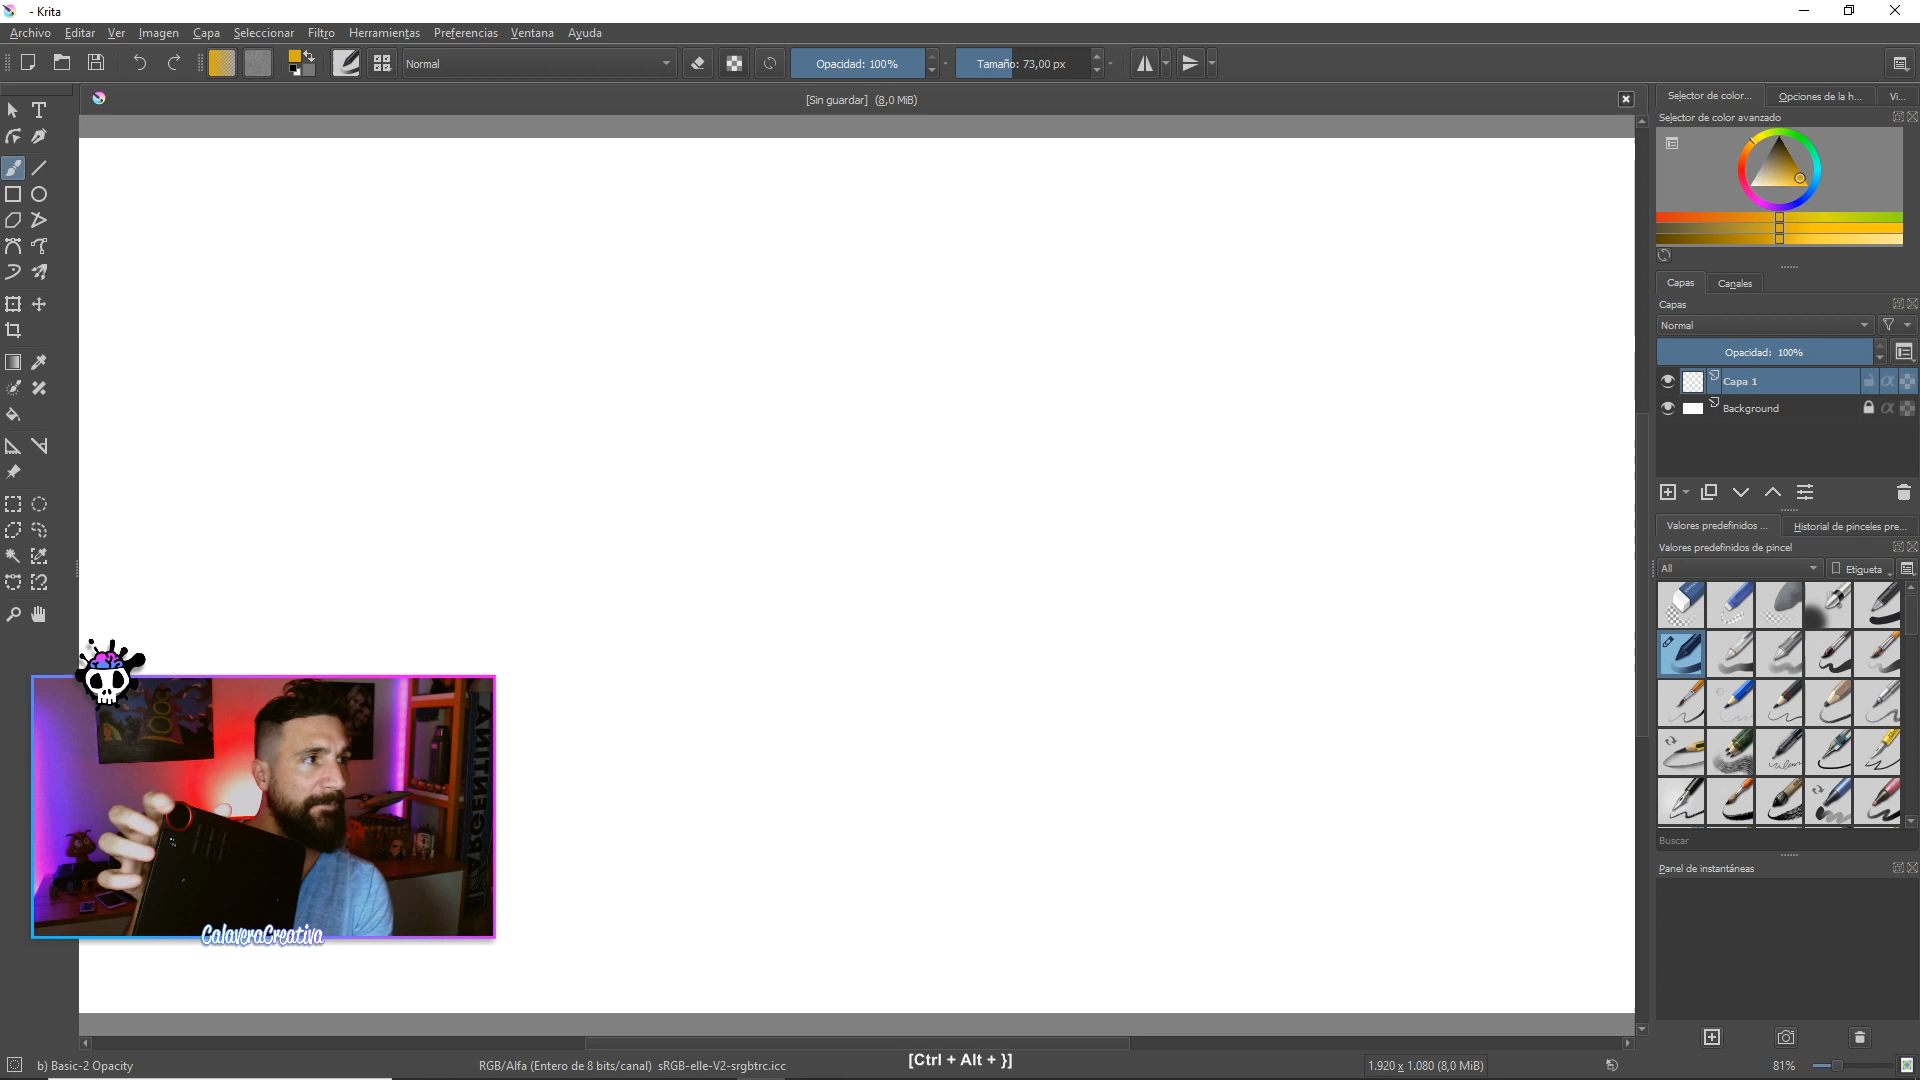 - Krita
Archivo Editar Ver Imagen Capa Seleccionar Filtro Herramientas Preferencias Ventana Ayuda
Normal
Opacidad: 100%
Tamaño: 73,00 px
[Sin guardar] (8,0 MiB)
Selector de color...
Opciones de la h...
Vi...
Selector de color avanzado
Capas
Canales
Capas
Normal
Opacidad: 100%
Capa 1
Background
Valores predefinidos ...
Historial de pinceles pre...
Valores predefinidos de pincel
All
Etiqueta
Buscar
Panel de instantáneas
ARGENTINA
CalaveraCreativa
b) Basic-2 Opacity
RGB/Alfa (Entero de 8 bits/canal) sRGB-elle-V2-srgbtrc.icc
[Ctrl + Alt + }]
1.920 x 1.080 (8,0 MiB)
81%